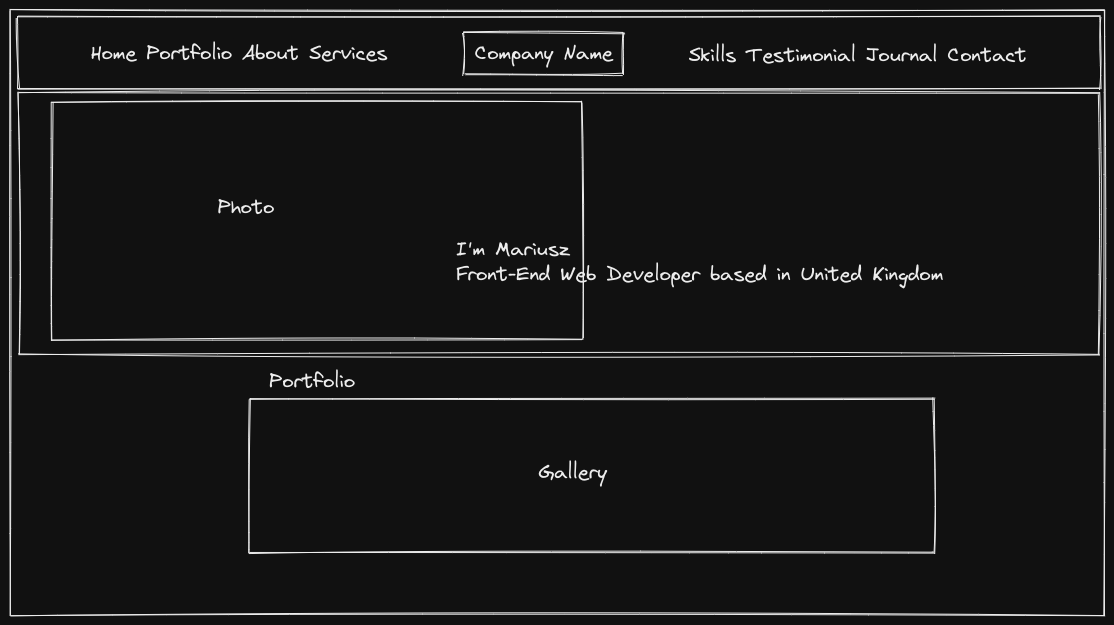 Home Portfolio About Services
Company Name
Skills Testimonial Journal Contact
Photo
I'm Mariusz
Front-End Web Developer based in United Kingdom
Portfolio
Gallery